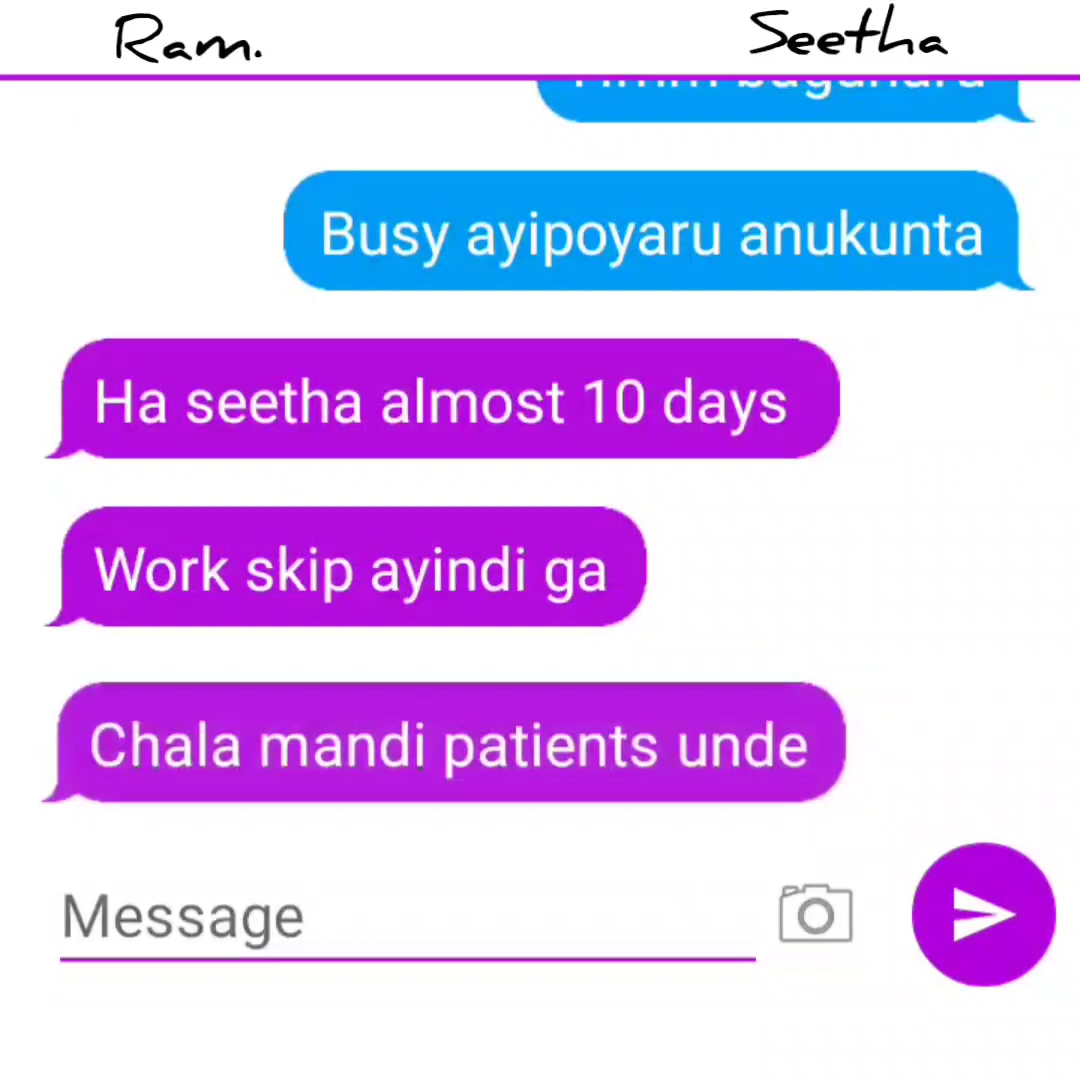 Ram.
Seetha
Busy ayipoyaru anukunta
Ha seetha almost 10 days
Work skip ayindi ga
Chala mandi patients unde
Message